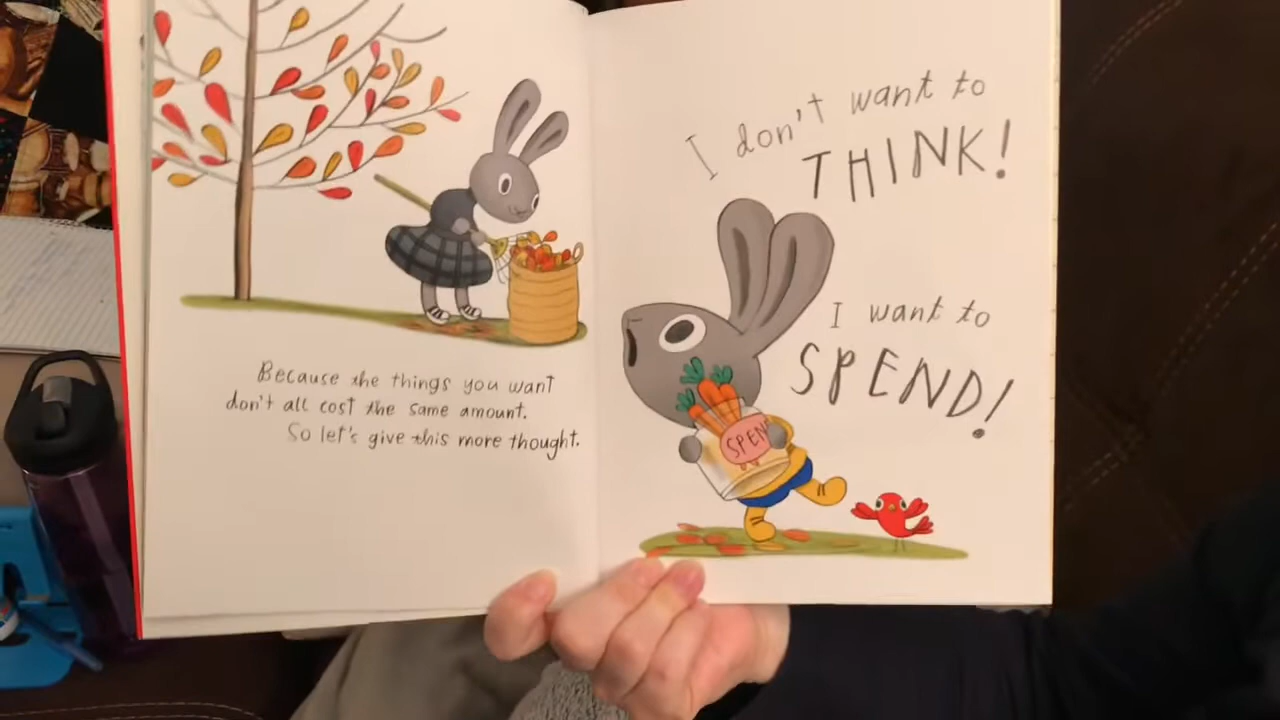 Because the things you want
don't all cost the same amount.
So let's give this more thought.
I don't want to
THINK!
I want to
SPEND!
SPEND